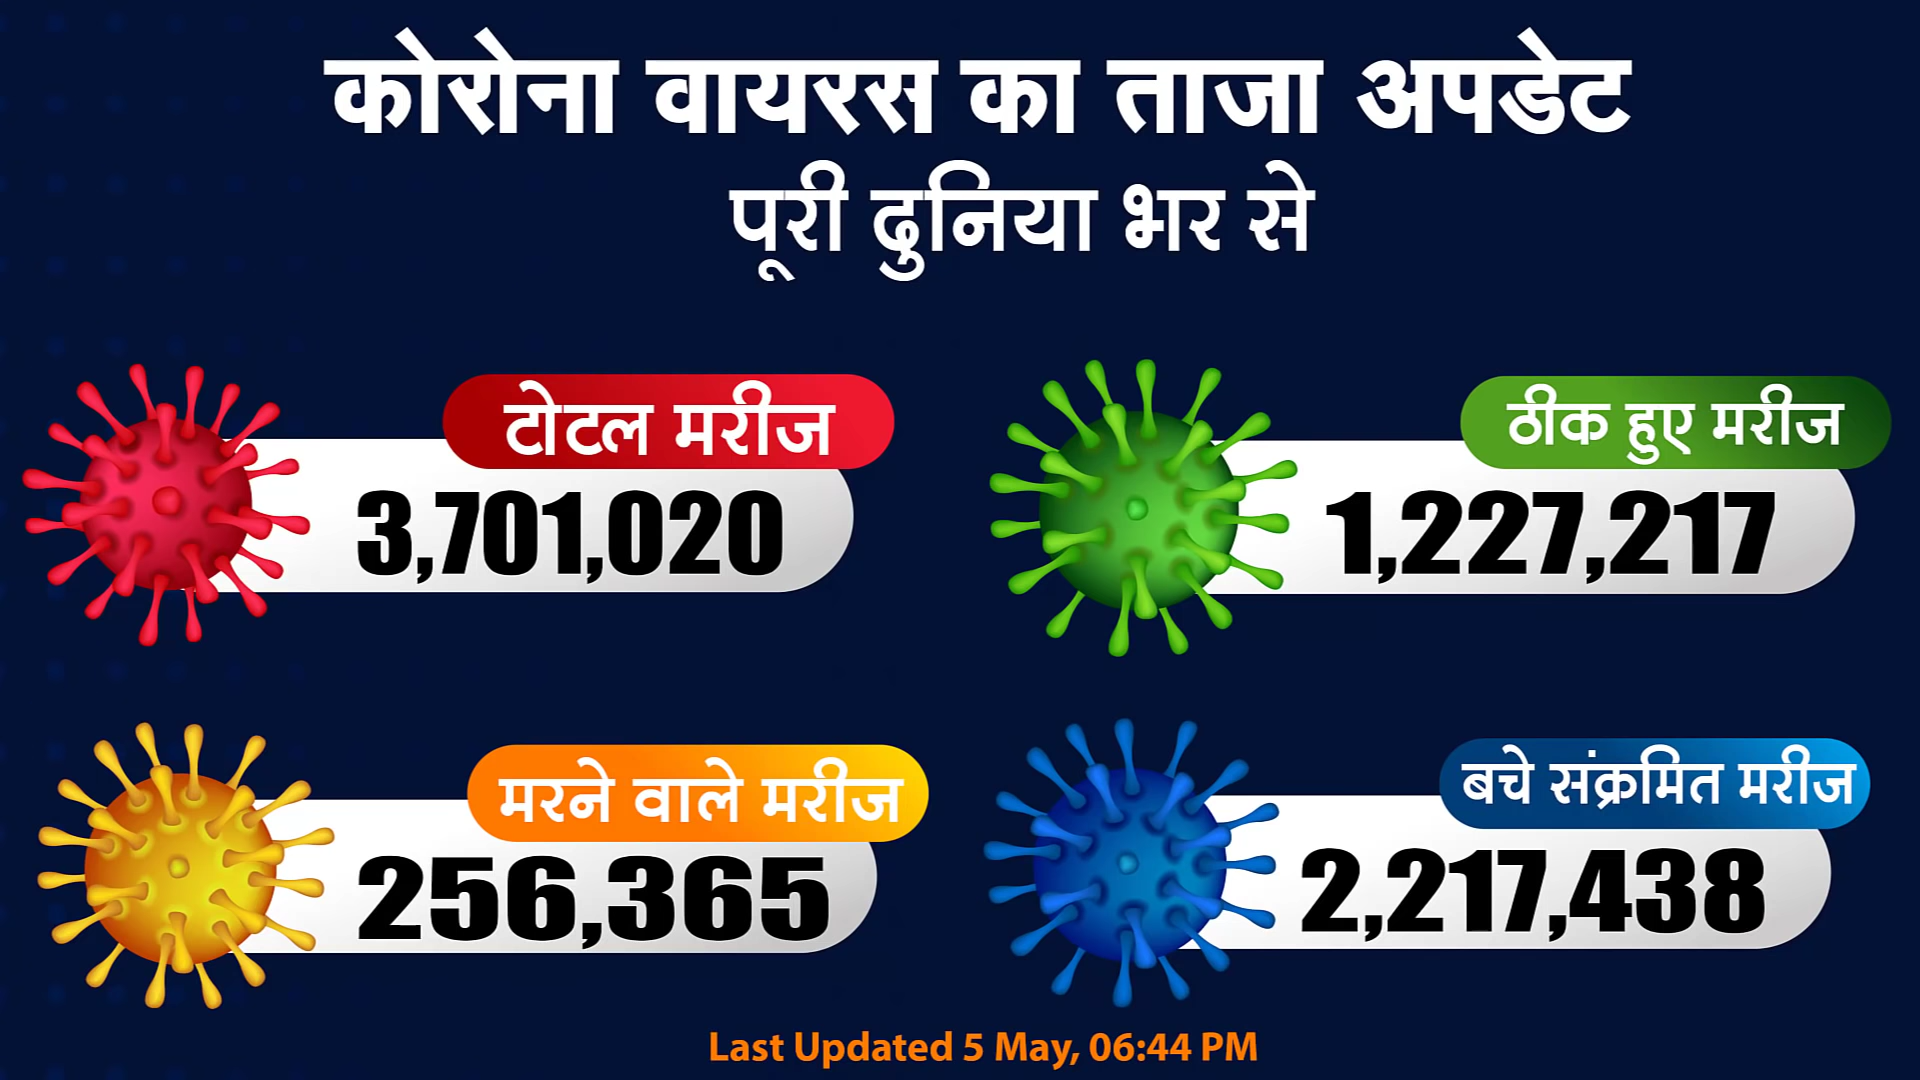 कोरोना वायरस का ताजा अपडेट
पूरी ढुनिया भर से
टोटल मरीज
3,701,020
ठीक हुए मरीज
1,227,217
मरने वाले मरीज
256,365
बचे संक्रमित मरीज
2,217,438
Last Updated 5 May, 06:44 PM